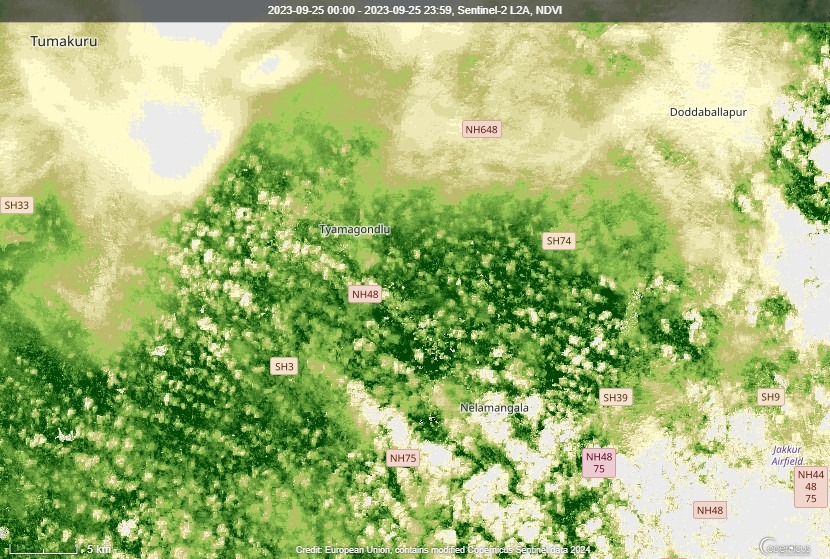 2023-09-25 00:00 - 2023-09-25 23:59, Sentinel-2 L2A, NDVI
Tumakuru
Doddaballapur
NH648
SH33
Tyamagondlu
SH74
NH48
SH3
SH39
SH9
Nelamangala
NH75
NH48
75
Jakkur
Airfield
NH44
48
75
NH48
5 km
Credit: European Union, contains modified Copernicus Sentinel data 2024
opernicus